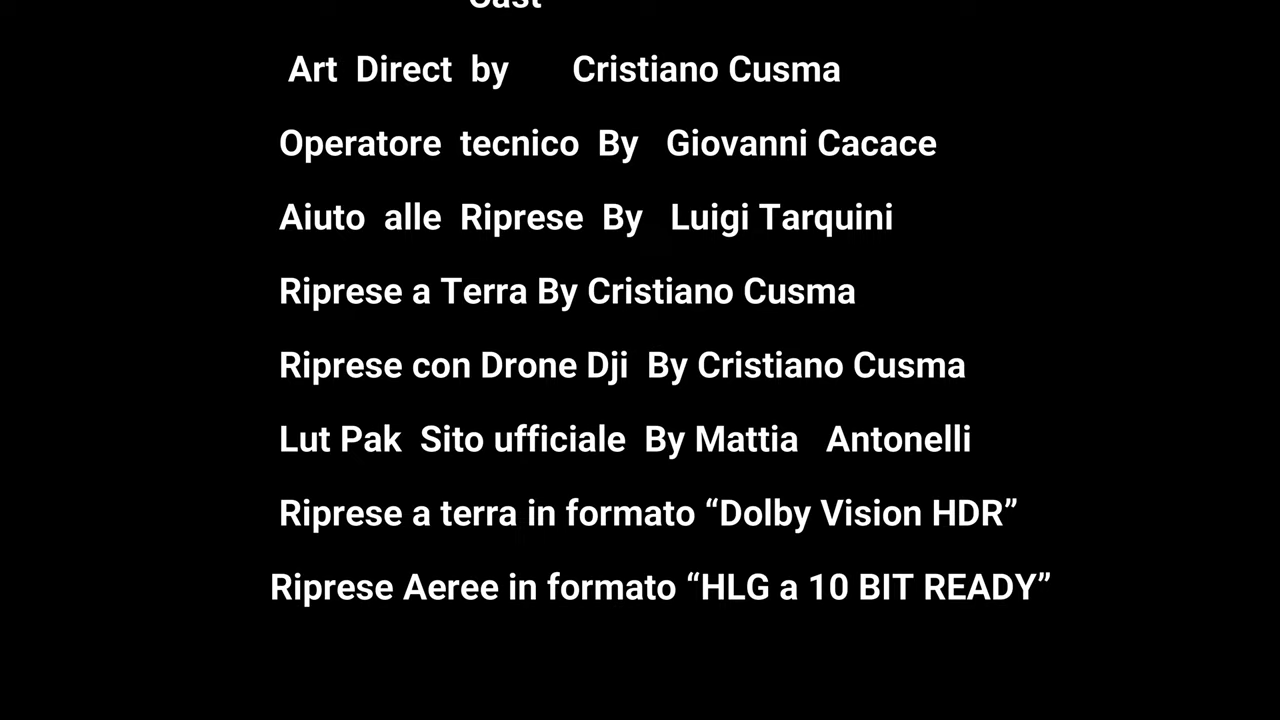 Cast
Art Direct by Cristiano Cusma
Operatore tecnico By Giovanni Cacace
Aiuto alle Riprese By Luigi Tarquini
Riprese a Terra By Cristiano Cusma
Riprese con Drone Dji By Cristiano Cusma
Lut Pak Sito ufficiale By Mattia Antonelli
Riprese a terra in formato “Dolby Vision HDR”
Riprese Aeree in formato “HLG a 10 BIT READY”